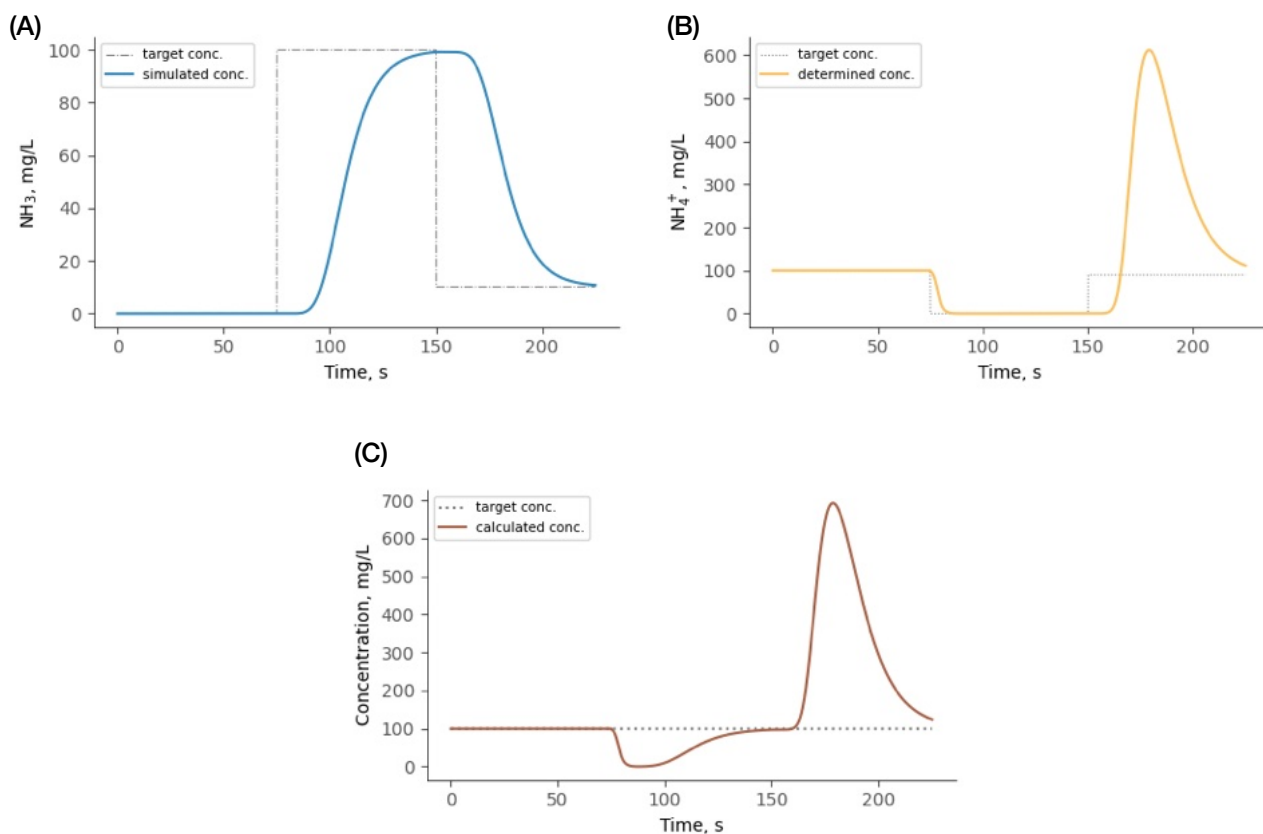 (A)
NH₃, mg/L
100
80
60
40
20
0
target conc.
simulated conc.
0 50 100 150 200
Time, s
(B)
NH₄⁺, mg/L
600
500
400
300
200
100
0
target conc.
determined conc.
0 50 100 150 200
Time, s
(C)
Concentration, mg/L
700
600
500
400
300
200
100
0
target conc.
calculated conc.
0 50 100 150 200
Time, s